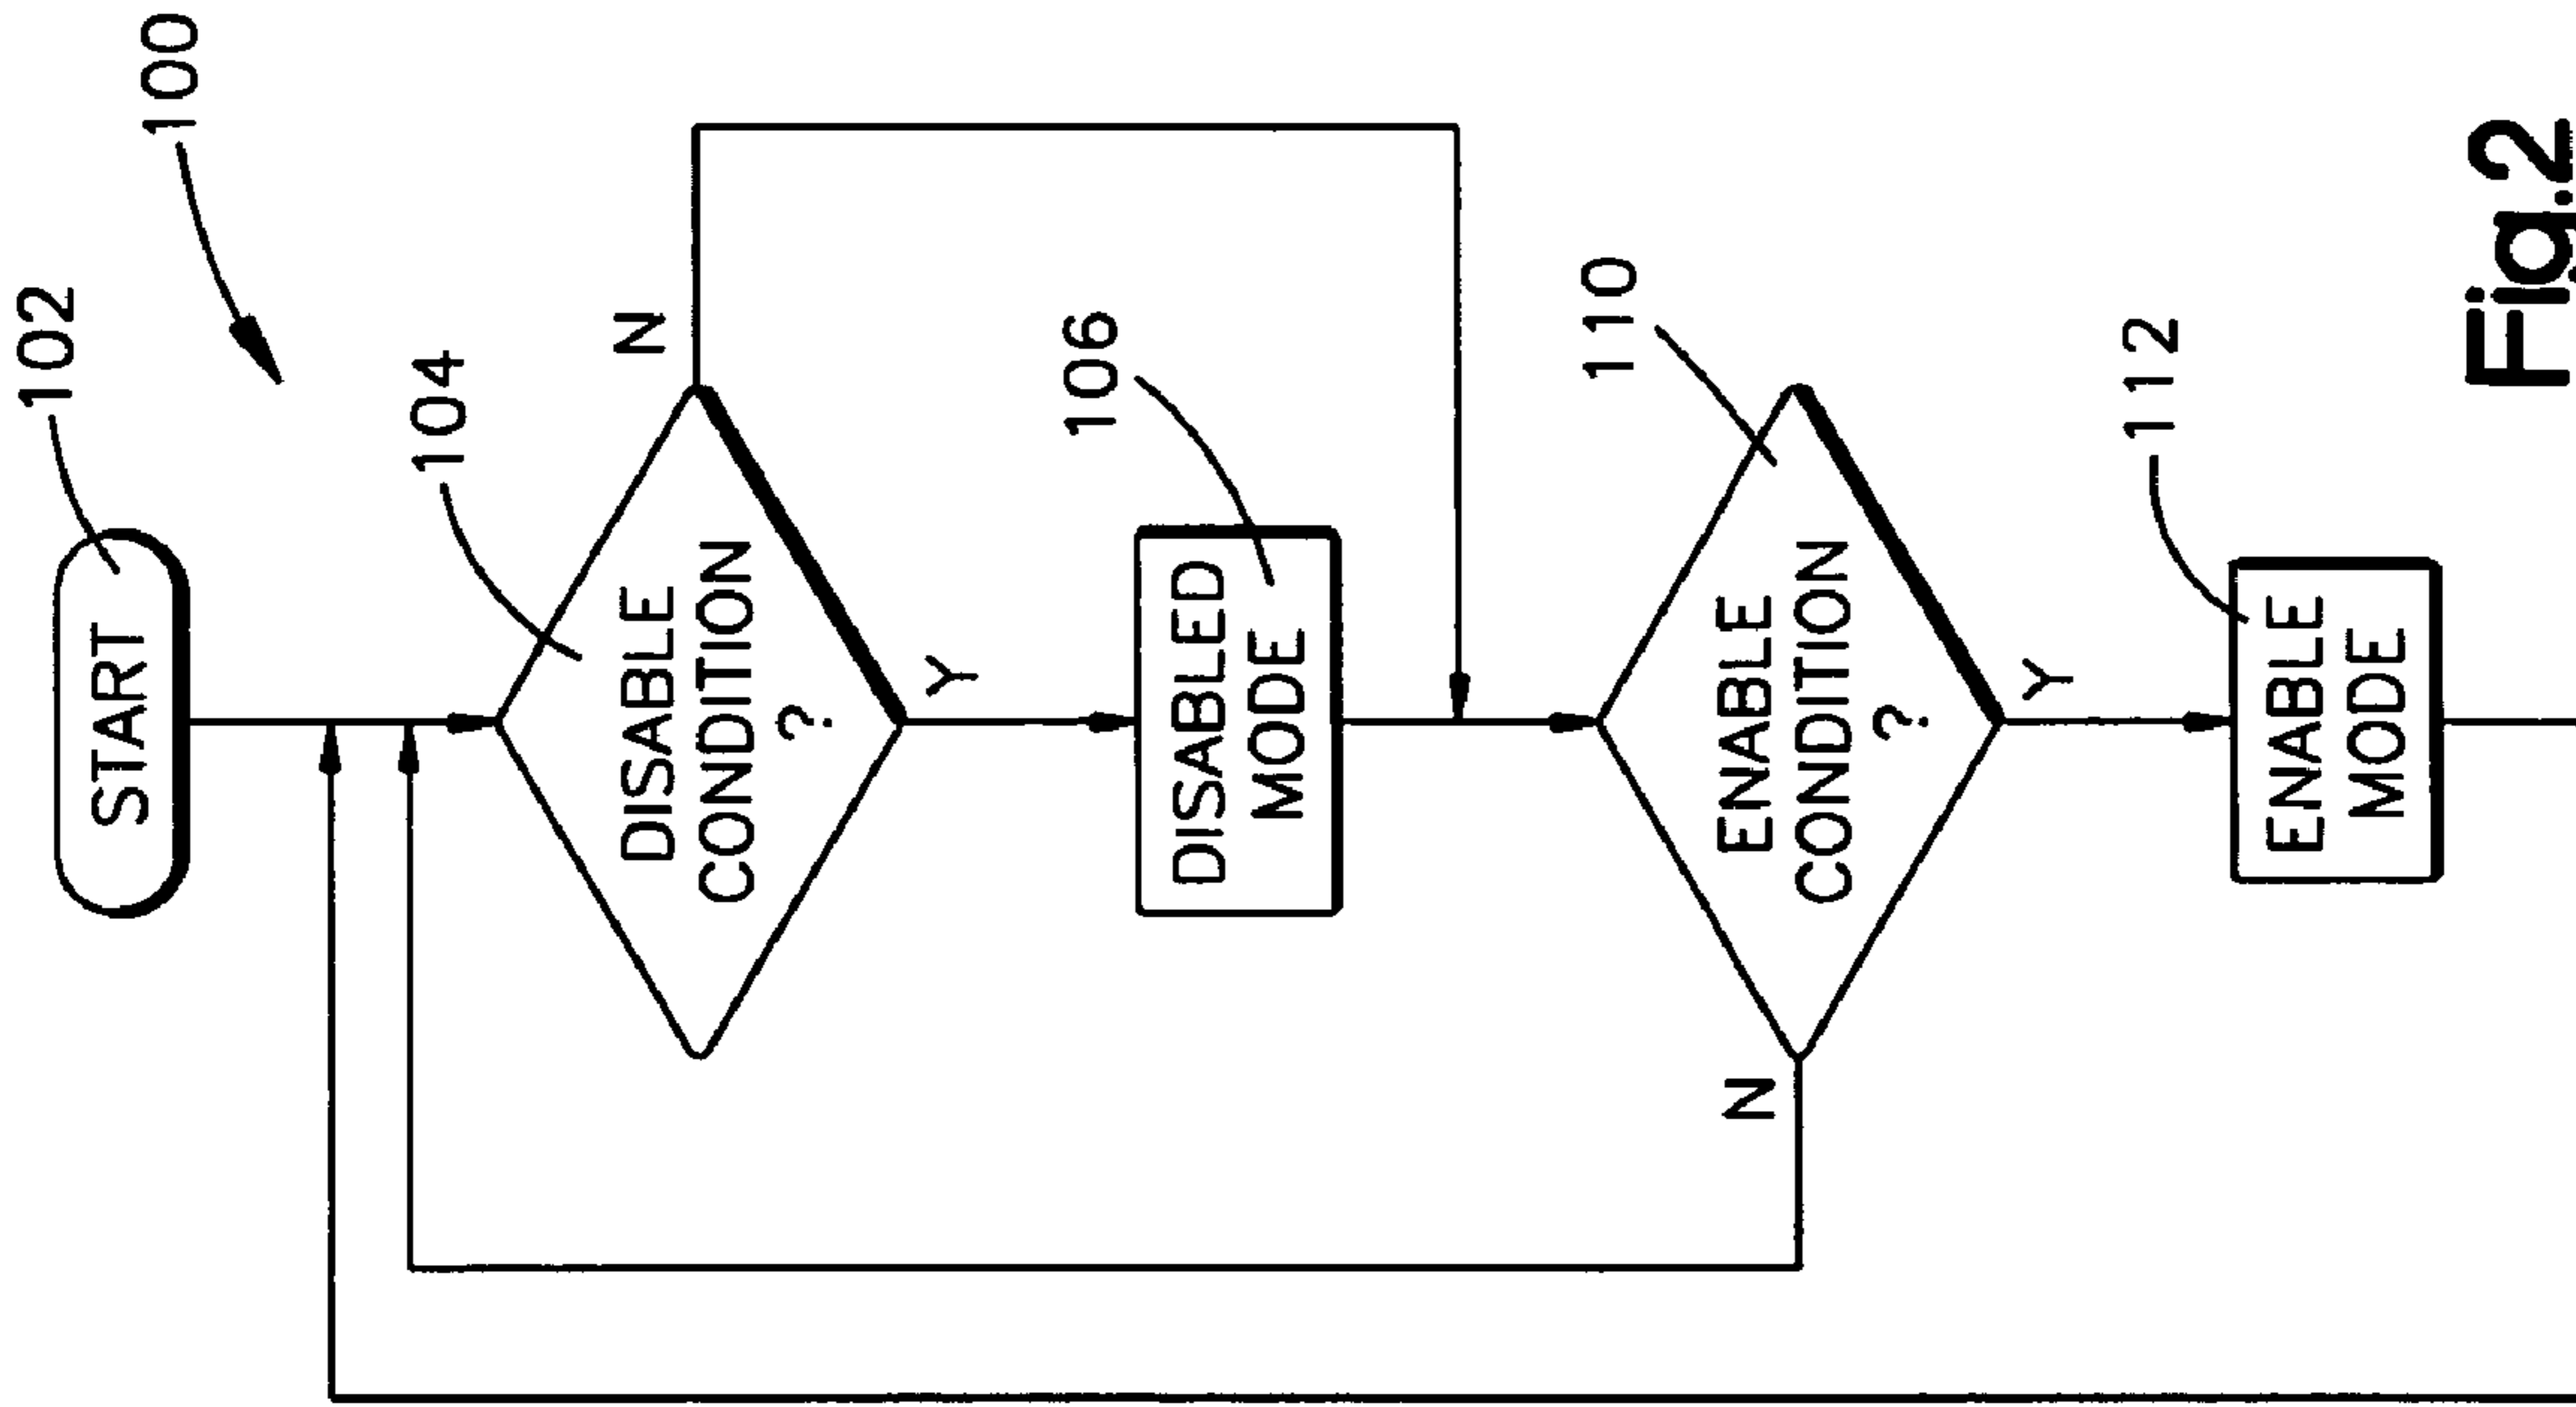 100
102
START
104
DISABLE
CONDITION
?
N
Y
106
DISABLED
MODE
110
ENABLE
CONDITION
?
N
Y
112
ENABLE
MODE
Fig.2